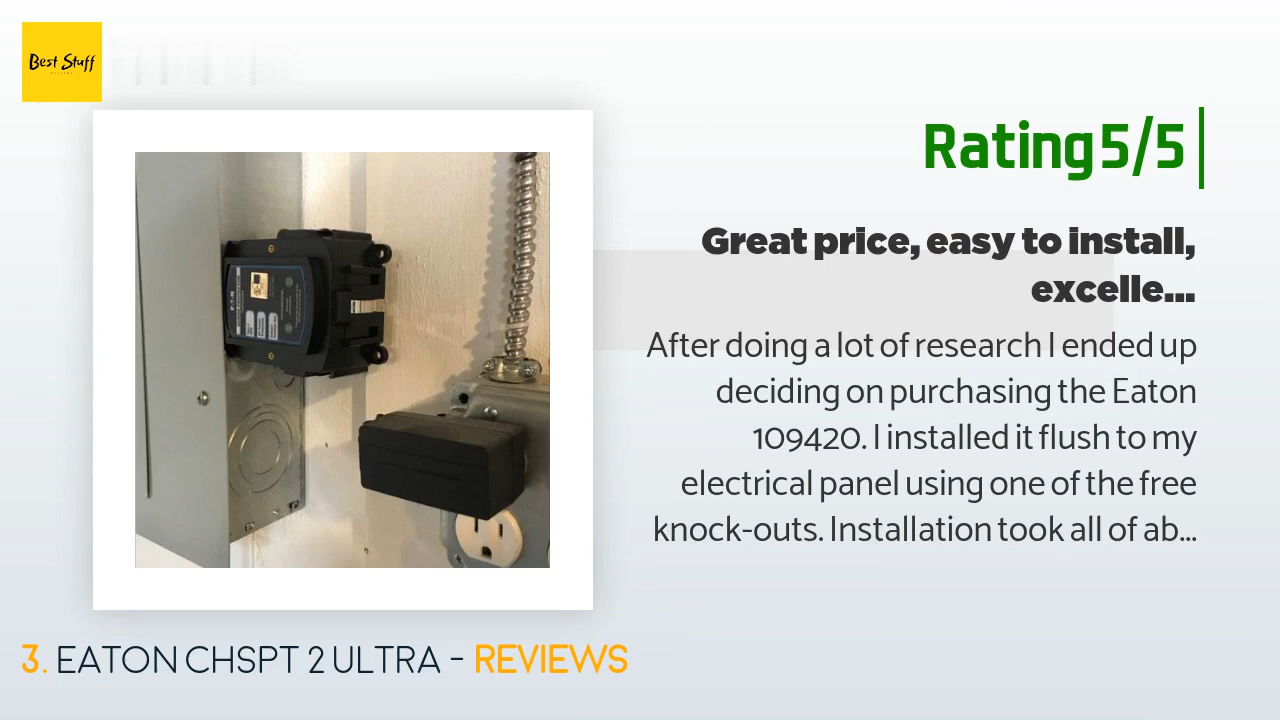 Best Stuff
Rating 5/5
Great price, easy to install,
excelle...
After doing a lot of research I ended up
deciding on purchasing the Eaton
109420. I installed it flush to my
electrical panel using one of the free
knock-outs. Installation took all of ab...
EATON
3. EATON CHSPT 2 ULTRA - REVIEWS